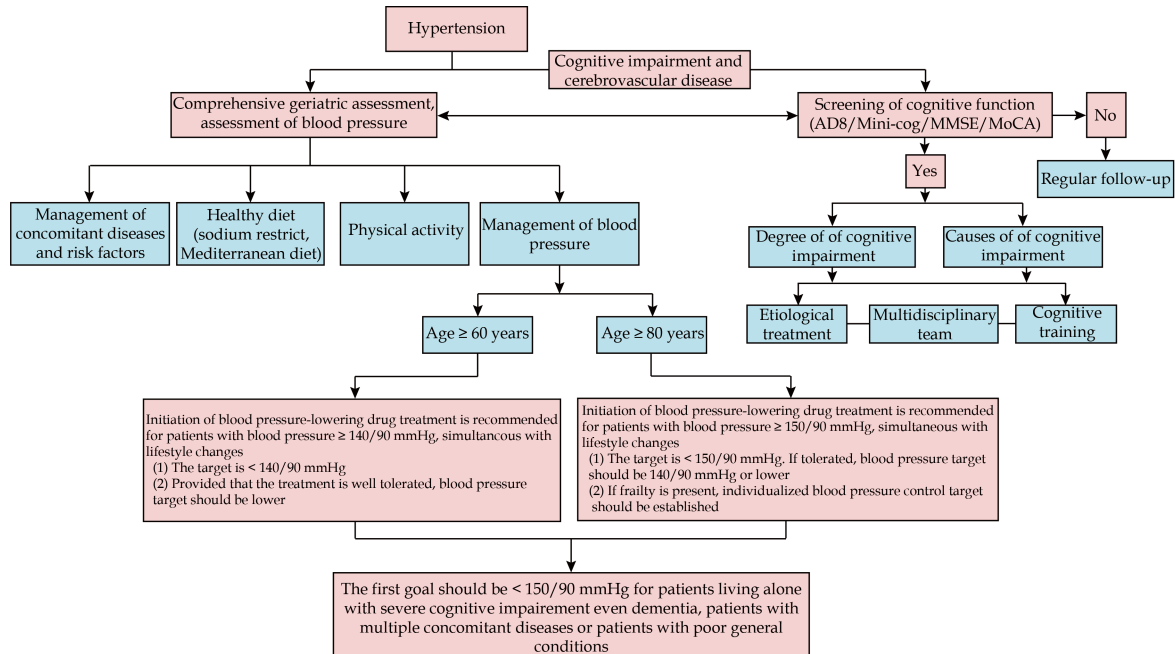 Hypertension
Cognitive impairment and
cerebrovascular disease
Comprehensive geriatric assessment,
assessment of blood pressure
Screening of cognitive function
(AD8/Mini-cog/MMSE/MoCA)
No
Yes
Regular follow-up
Management of
concomitant diseases
and risk factors
Healthy diet
(sodium restrict,
Mediterranean diet)
Physical activity
Management of blood
pressure
Degree of of cognitive
impairment
Causes of of cognitive
impairment
Etiological
treatment
Multidisciplinary
team
Cognitive
training
Age ≥ 60 years
Age ≥ 80 years
Initiation of blood pressure-lowering drug treatment is recommended
for patients with blood pressure ≥ 140/90 mmHg, simultancous with
lifestyle changes
(1) The target is < 140/90 mmHg
(2) Provided that the treatment is well tolerated, blood pressure
target should be lower
Initiation of blood pressure-lowering drug treatment is recommended
for patients with blood pressure ≥ 150/90 mmHg, simultaneous with
lifestyle changes
(1) The target is < 150/90 mmHg. If tolerated, blood pressure target
should be 140/90 mmHg or lower
(2) If frailty is present, individualized blood pressure control target
should be established
The first goal should be < 150/90 mmHg for patients living alone
with severe cognitive impairement even dementia, patients with
multiple concomitant diseases or patients with poor general
conditions